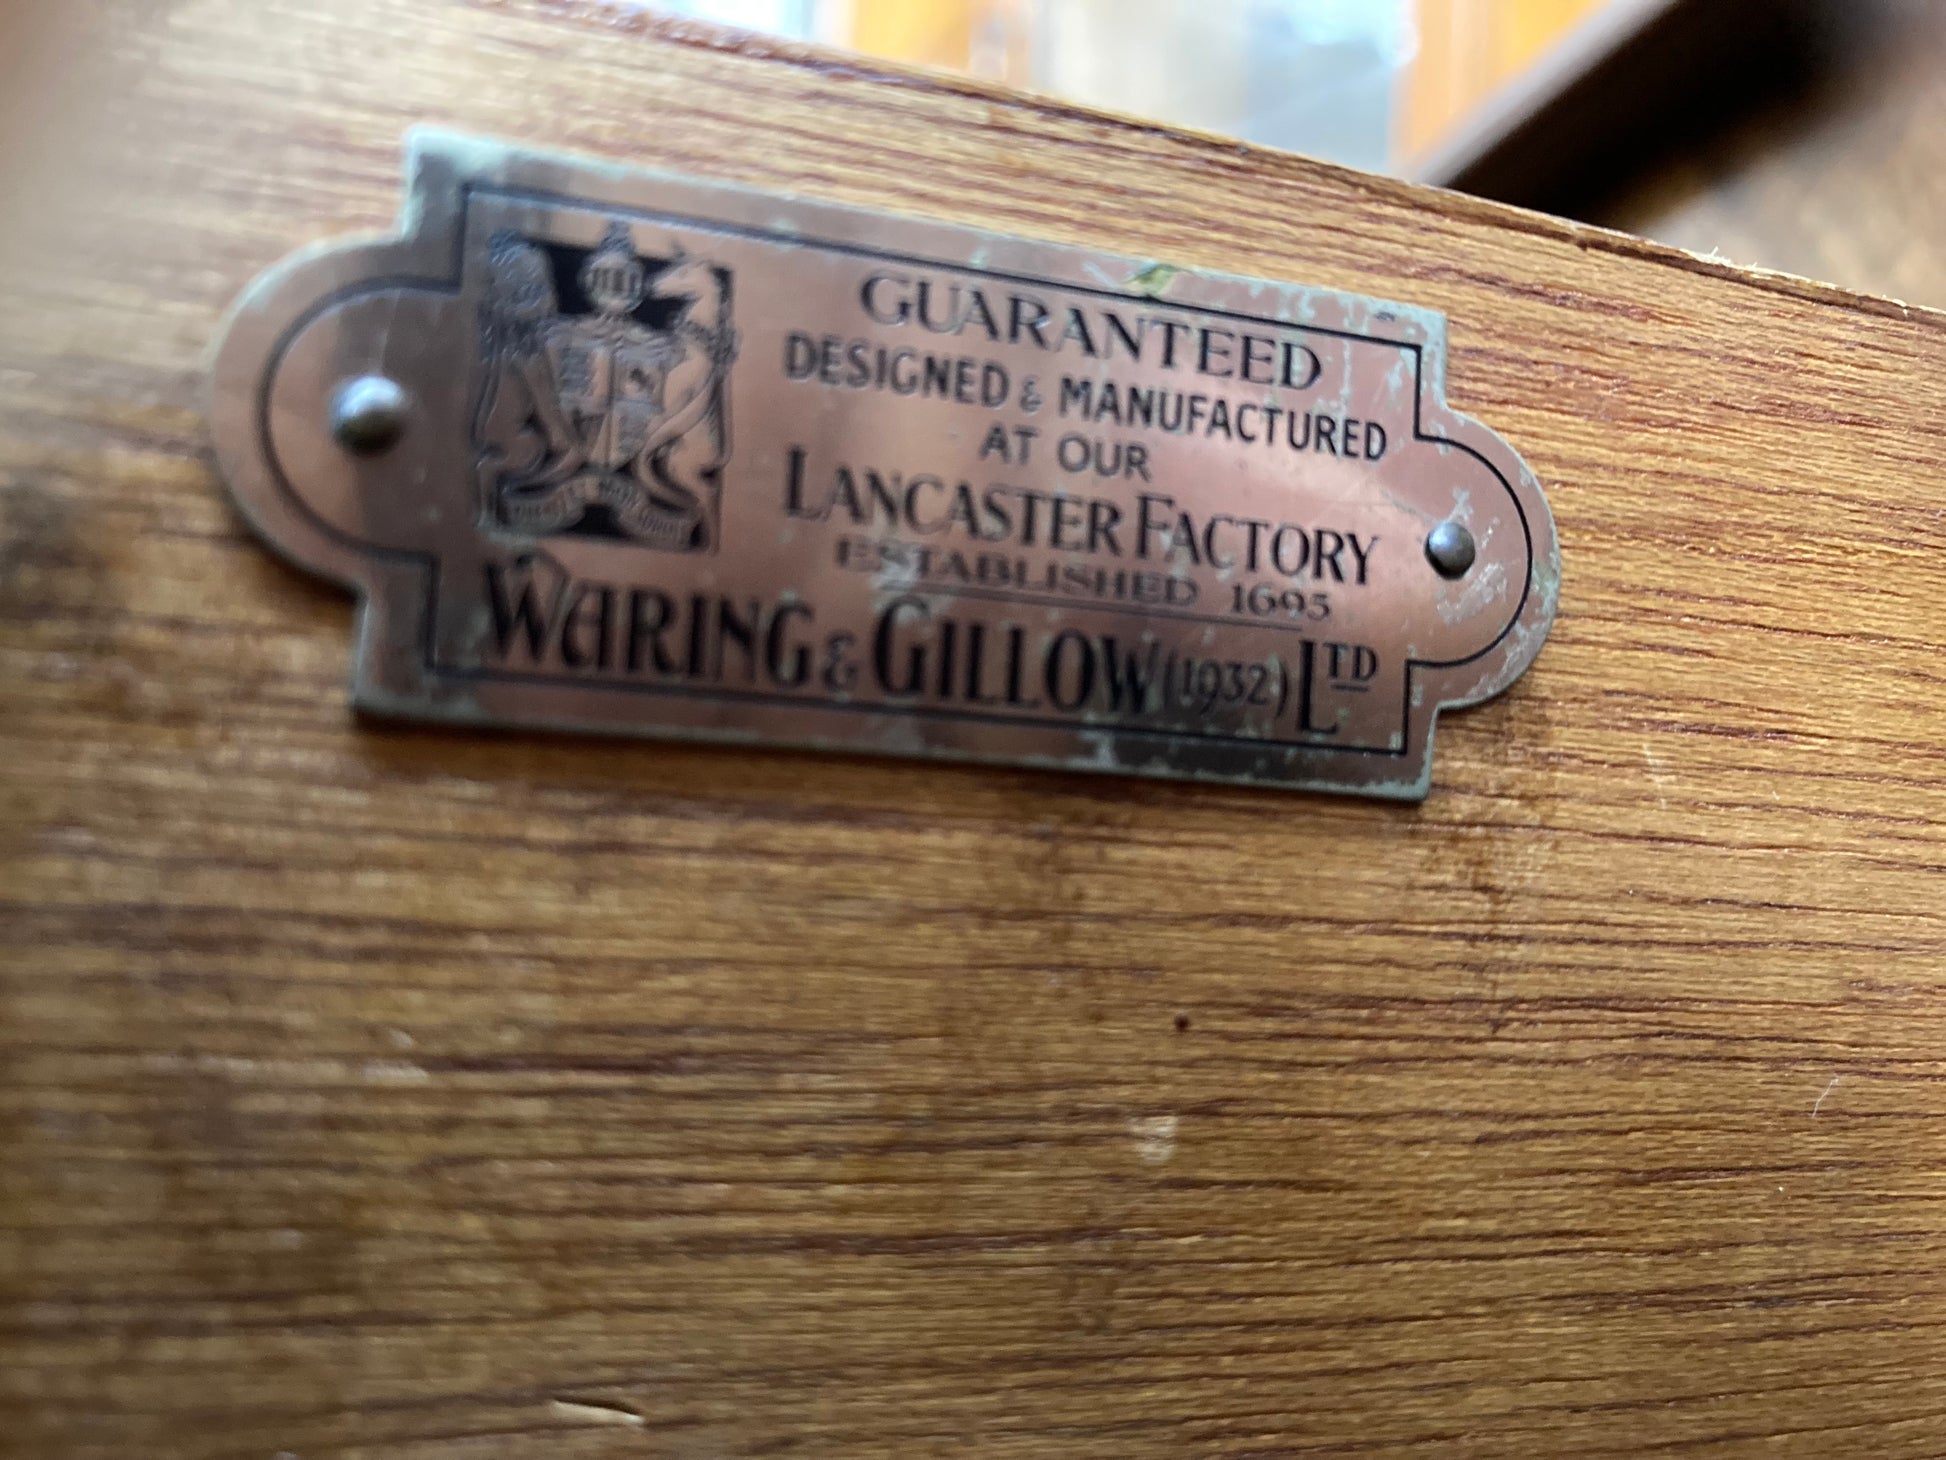 GUARANTEED
DESIGNED & MANUFACTURED
AT OUR
LANCASTER FACTORY
ESTABLISHED 1695
WARING & GILLOW (1932) LTD